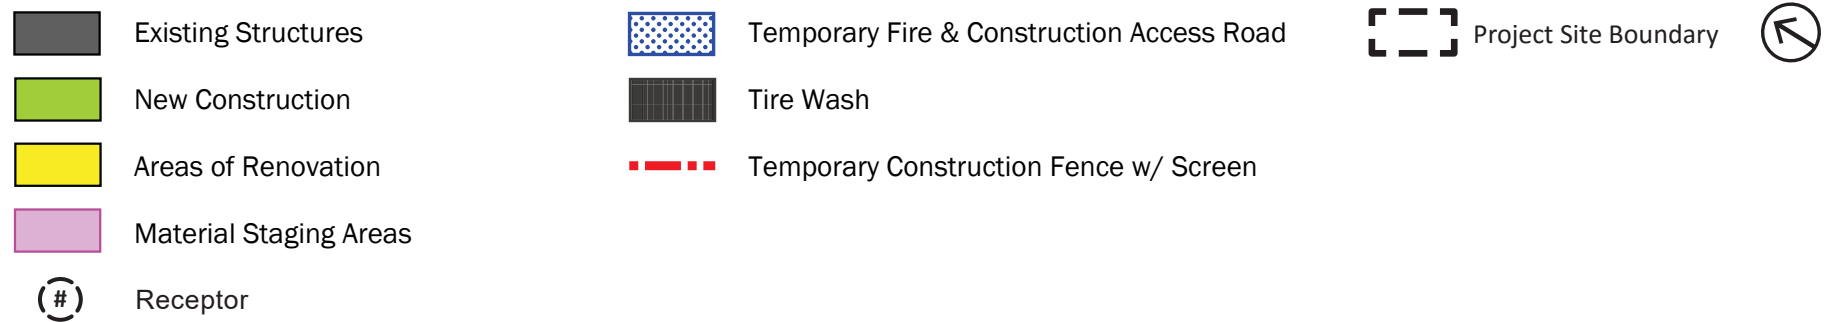 Existing Structures
New Construction
Areas of Renovation
Material Staging Areas
# Receptor
Temporary Fire & Construction Access Road
Tire Wash
Temporary Construction Fence w/ Screen
Project Site Boundary